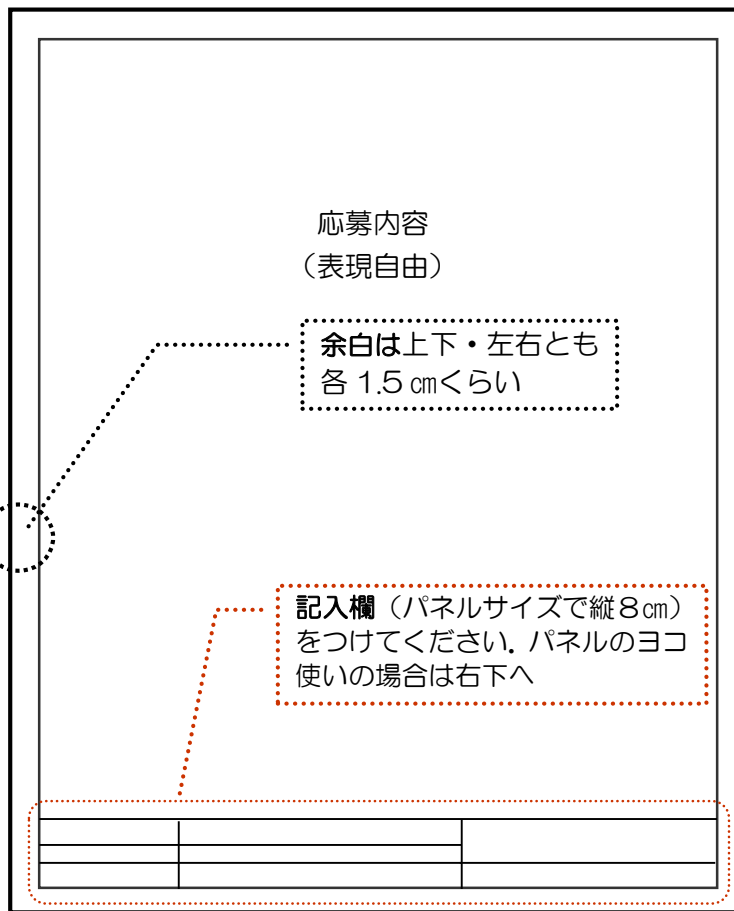 応募内容
（表現自由）
余白は上下・左右とも
各 1.5 ㎝くらい
記入欄（パネルサイズで縦８㎝）
をつけてください. パネルのヨコ
使いの場合は右下へ